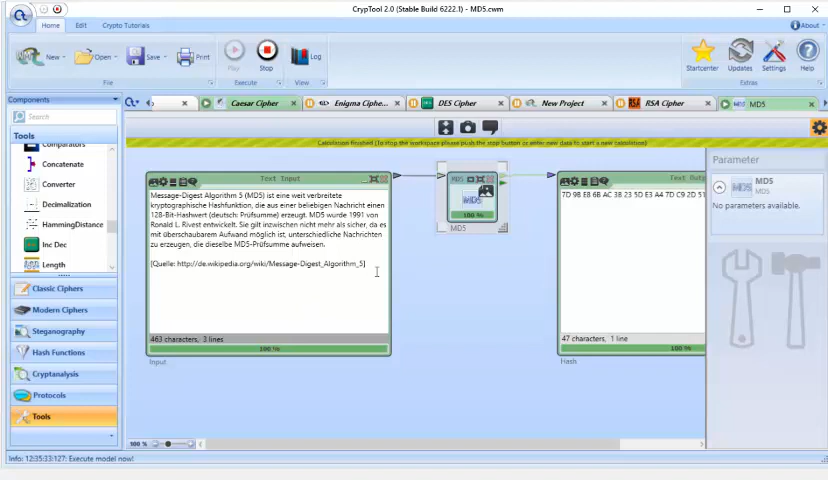 CrypTool 2.0 (Stable Build 6222.1) - MD5.cwm
Home Edit Crypto Tutorials
About
New Open Save Print Play Stop Log Startcenter Updates Settings Help
File Execute View Extras
Components
Caesar Cipher Enigma Ciphe... DES Cipher New Project RSA Cipher MD5
Search
Tools
Comparators
Concatenate
Converter
Decimalization
HammingDistance
Inc Dec
Length
Classic Ciphers
Modern Ciphers
Steganography
Hash Functions
Cryptanalysis
Protocols
Tools
Calculation finished (To stop the workspace please push the stop button or enter new data to start a new calculation)
Text Input
Message-Digest Algorithm 5 (MD5) ist eine weit verbreitete
kryptographische Hashfunktion, die aus einer beliebigen Nachricht einen
128-Bit-Hashwert (deutsch: Prüfsumme) erzeugt. MD5 wurde 1991 von
Ronald L. Rivest entwickelt. Sie gilt inzwischen nicht mehr als sicher, da es
mit überschaubarem Aufwand möglich ist, unterschiedliche Nachrichten
zu erzeugen, die dieselbe MD5-Prüfsumme aufweisen.
[Quelle: http://de.wikipedia.org/wiki/Message-Digest_Algorithm_5]
463 characters, 3 lines
100 %
Input
MD5
MD5
100 %
MD5
Text Outp
7D 98 E8 6B AC 38 23 5D E3 A4 7D C9 2D 51
47 characters, 1 line
100 %
Hash
Parameter
MD5
MD5
No parameters available.
100 %
Info: 12:35:33:127: Execute model now!